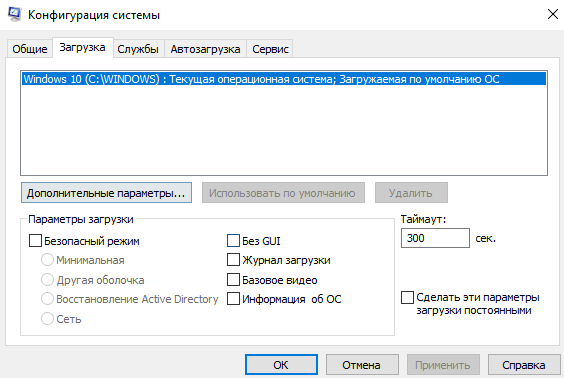 Конфигурация системы
Общие Загрузка Службы Автозагрузка Сервис
Windows 10 (C:\WINDOWS) : Текущая операционная система; Загружаемая по умолчанию ОС
Дополнительные параметры... Использовать по умолчанию Удалить
Параметры загрузки Таймаут:
Безопасный режим Без GUI 300 сек.
Минимальная Журнал загрузки
Другая оболочка Базовое видео
Восстановление Active Directory Информация об ОС Сделать эти параметры
загрузки постоянными
Сеть
ОК Отмена Применить Справка